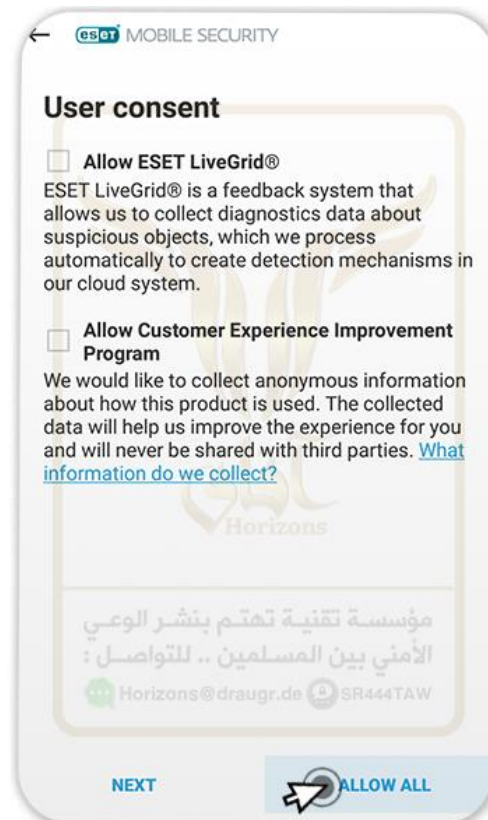 eset MOBILE SECURITY
User consent
Allow ESET LiveGrid®
ESET LiveGrid® is a feedback system that
allows us to collect diagnostics data about
suspicious objects, which we process
automatically to create detection mechanisms in
our cloud system.
Allow Customer Experience Improvement
Program
We would like to collect anonymous information
about how this product is used. The collected
data will help us improve the experience for you
and will never be shared with third parties. What
information do we collect?
Horizons
مؤسسة تقنية تهتم بنشر الوعي
الأمني بين المسلمين .. للتواصل :
Horizons@draugr.de SR444TAW
NEXT ALLOW ALL